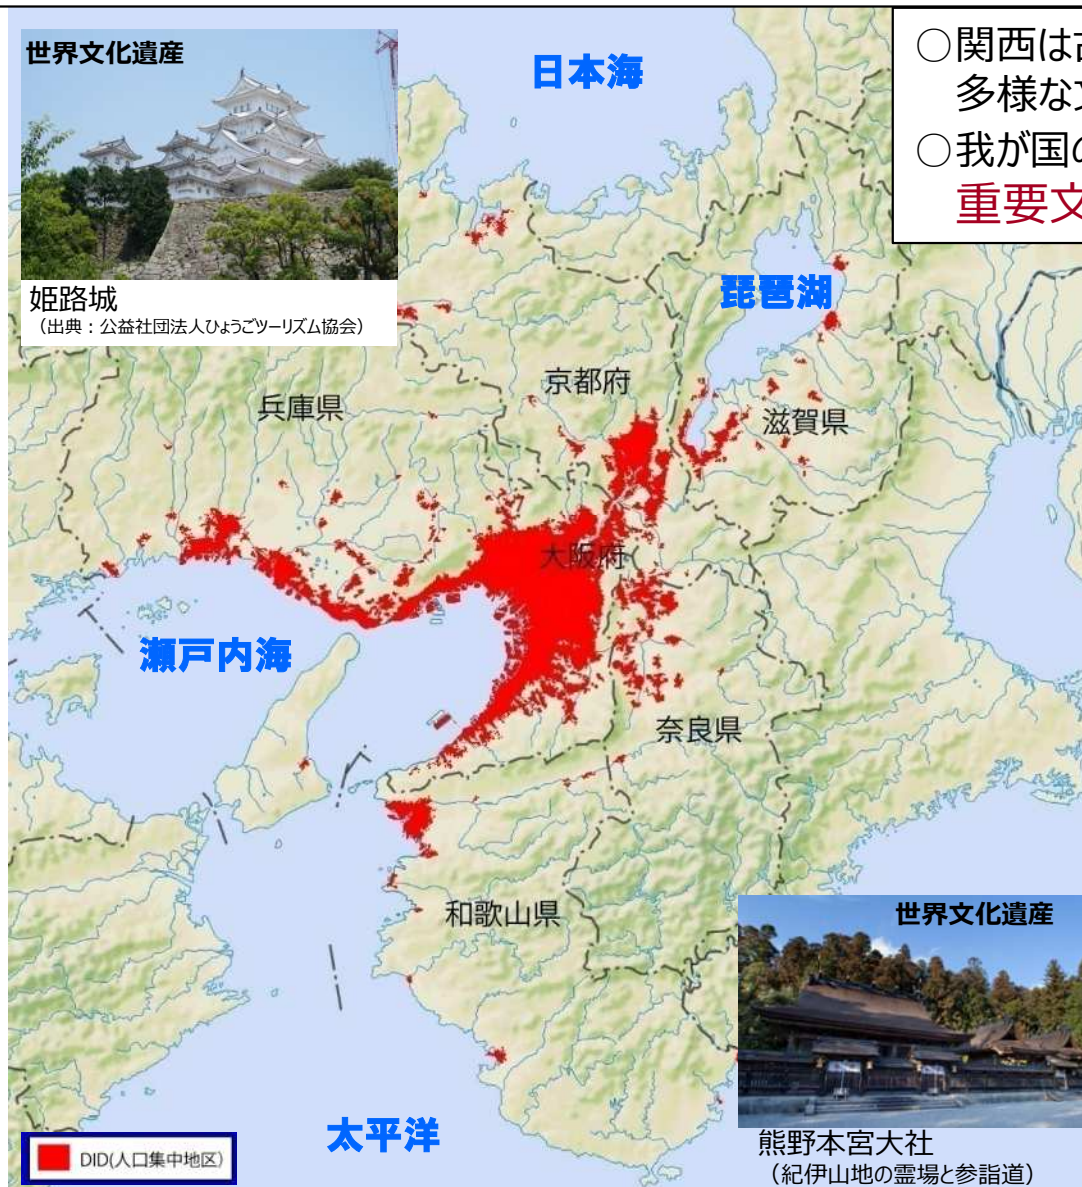 世界文化遺産
姫路城
（出典：公益社団法人ひょうごツーリズム協会）
日本海
○関西は古
多様な文
○我が国の
重要文
琵琶湖
京都府
兵庫県
滋賀県
大阪府
瀬戸内海
奈良県
和歌山県
世界文化遺産
太平洋
熊野本宮大社
（紀伊山地の霊場と参詣道）
DID(人口集中地区)